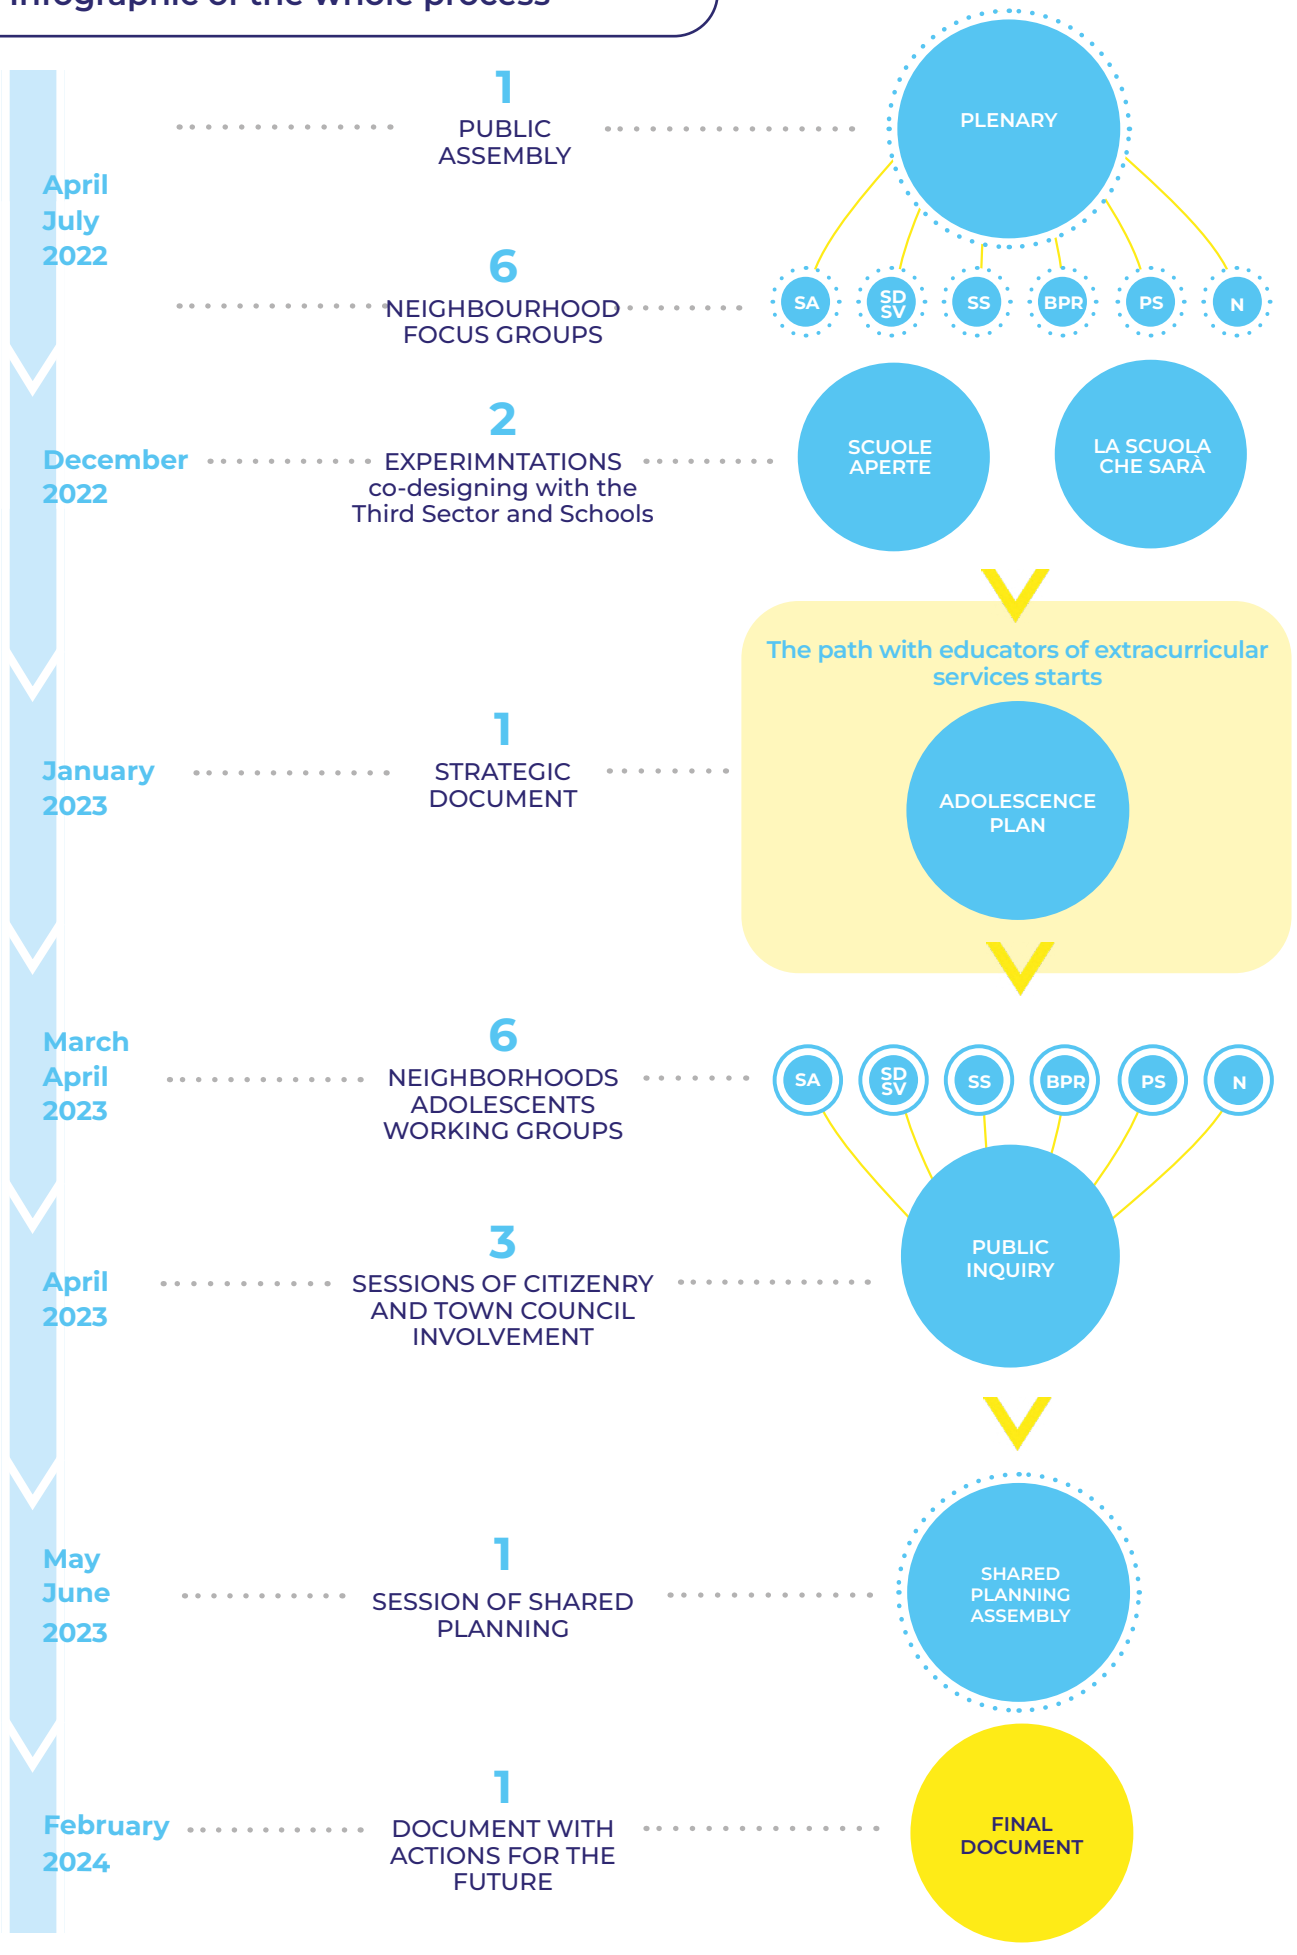 infographic of the whole process
April
July
2022
1
PUBLIC
ASSEMBLY
PLENARY
6
NEIGHBOURHOOD
FOCUS GROUPS
SA
SD
SV
SS
BPR
PS
N
December
2022
2
EXPERIMNTATIONS
co-designing with the
Third Sector and Schools
SCUOLE
APERTE
LA SCUOLA
CHE SARÀ
The path with educators of extracurricular
services starts
January
2023
1
STRATEGIC
DOCUMENT
ADOLESCENCE
PLAN
March
April
2023
6
NEIGHBORHOODS
ADOLESCENTS
WORKING GROUPS
SA
SD
SV
SS
BPR
PS
N
April
2023
3
SESSIONS OF CITIZENRY
AND TOWN COUNCIL
INVOLVEMENT
PUBLIC
INQUIRY
May
June
2023
1
SESSION OF SHARED
PLANNING
SHARED
PLANNING
ASSEMBLY
February
2024
1
DOCUMENT WITH
ACTIONS FOR THE
FUTURE
FINAL
DOCUMENT